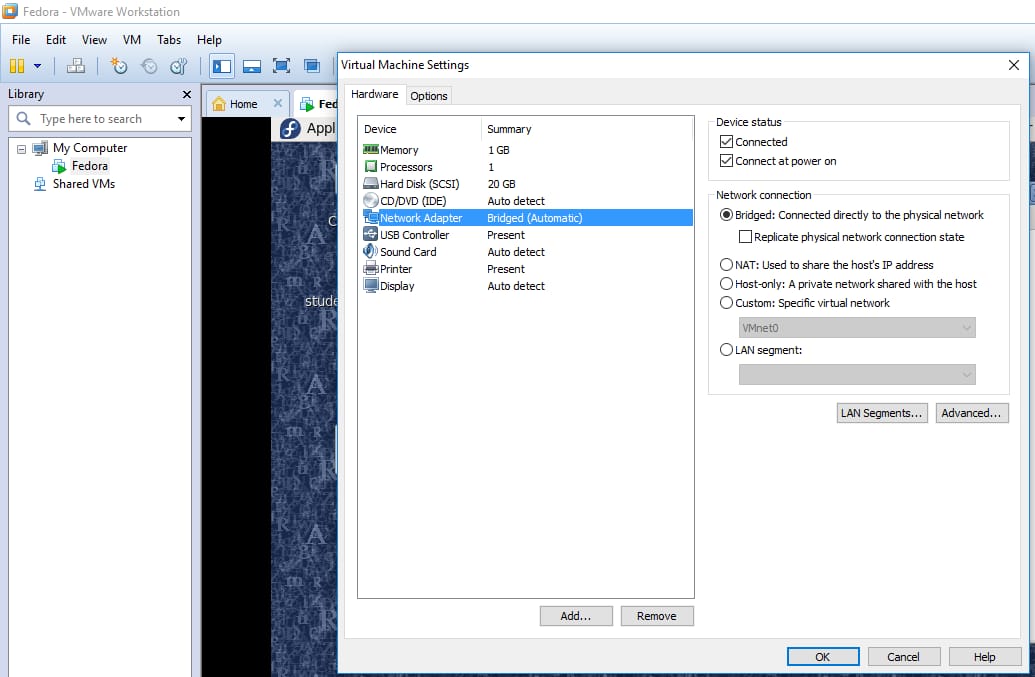 Fedora - VMware Workstation
File Edit View VM Tabs Help
Library
Type here to search
My Computer
Fedora
Shared VMs
Home
Fed
Appl
C
stude
Virtual Machine Settings
Hardware Options
Device Summary
Memory 1 GB
Processors 1
Hard Disk (SCSI) 20 GB
CD/DVD (IDE) Auto detect
Network Adapter Bridged (Automatic)
USB Controller Present
Sound Card Auto detect
Printer Present
Display Auto detect
Add... Remove
Device status
Connected
Connect at power on
Network connection
Bridged: Connected directly to the physical network
Replicate physical network connection state
NAT: Used to share the host's IP address
Host-only: A private network shared with the host
Custom: Specific virtual network
VMnet0
LAN segment:
LAN Segments... Advanced...
OK Cancel Help